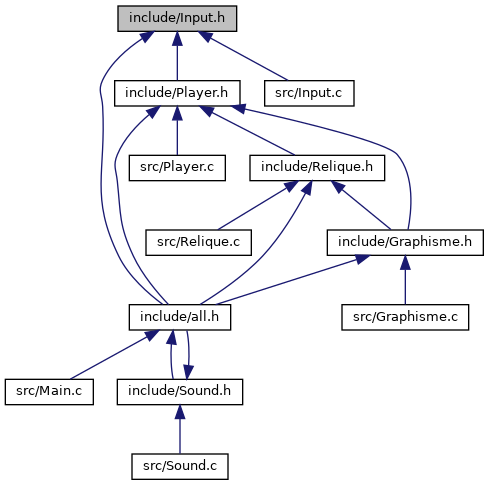 include/Input.h
include/Player.h
src/Input.c
src/Player.c
include/Relique.h
src/Relique.c
include/Graphisme.h
include/all.h
src/Graphisme.c
src/Main.c
include/Sound.h
src/Sound.c